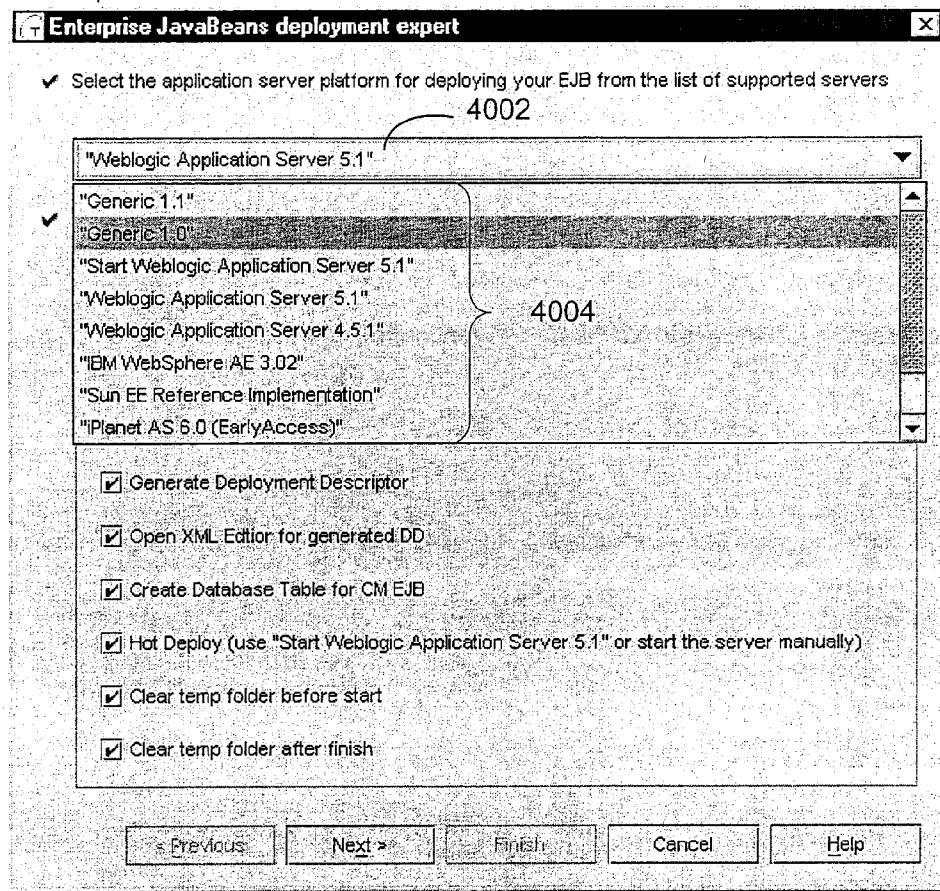 Enterprise JavaBeans deployment expert
Select the application server platform for deploying your EJB from the list of supported servers
4002
"Weblogic Application Server 5.1"
"Generic 1.1"
"Generic 1.0"
"Start Weblogic Application Server 5.1"
"Weblogic Application Server 5.1"
"Weblogic Application Server 4.5.1"
"IBM WebSphere AE 3.02"
"Sun EE Reference Implementation"
"iPlanet AS 6.0 (EarlyAccess)"
4004
Generate Deployment Descriptor
Open XML Edtior for generated DD
Create Database Table for CM EJB
Hot Deploy (use "Start Weblogic Application Server 5.1" or start the server manually)
Clear temp folder before start
Clear temp folder after finish
< Previous Next > Finish Cancel Help